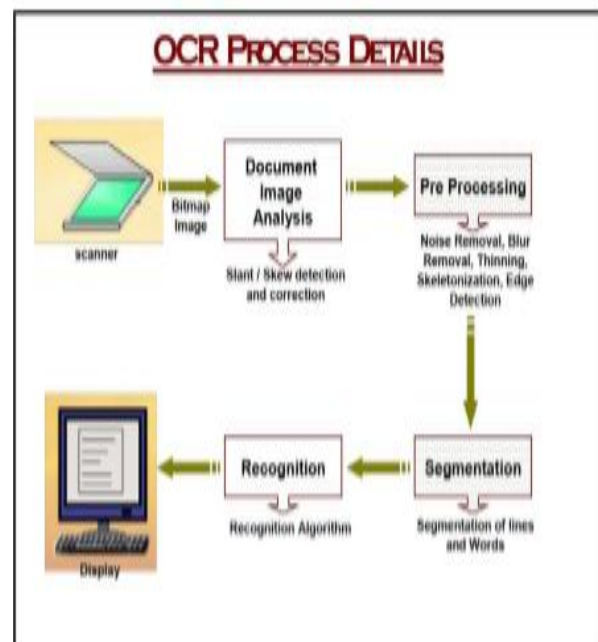 OCR PROCESS DETAILS
scanner
Bitmap
Image
Document
Image
Analysis
Slant / Skew detection
and correction
Pre Processing
Noise Removal, Blur
Removal, Thinning,
Skeletonization, Edge
Detection
Segmentation
Segmentation of lines
and Words
Recognition
Recognition Algorithm
Display